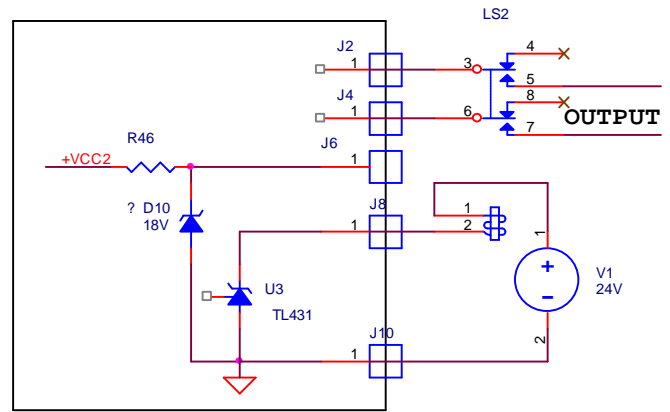 LS2
J2
1
3
4
5
J4
1
6
8
7
OUTPUT
R46
+VCC2
J6
1
? D10
18V
J8
1
1
2
U3
TL431
1
V1
24V
2
J10
1